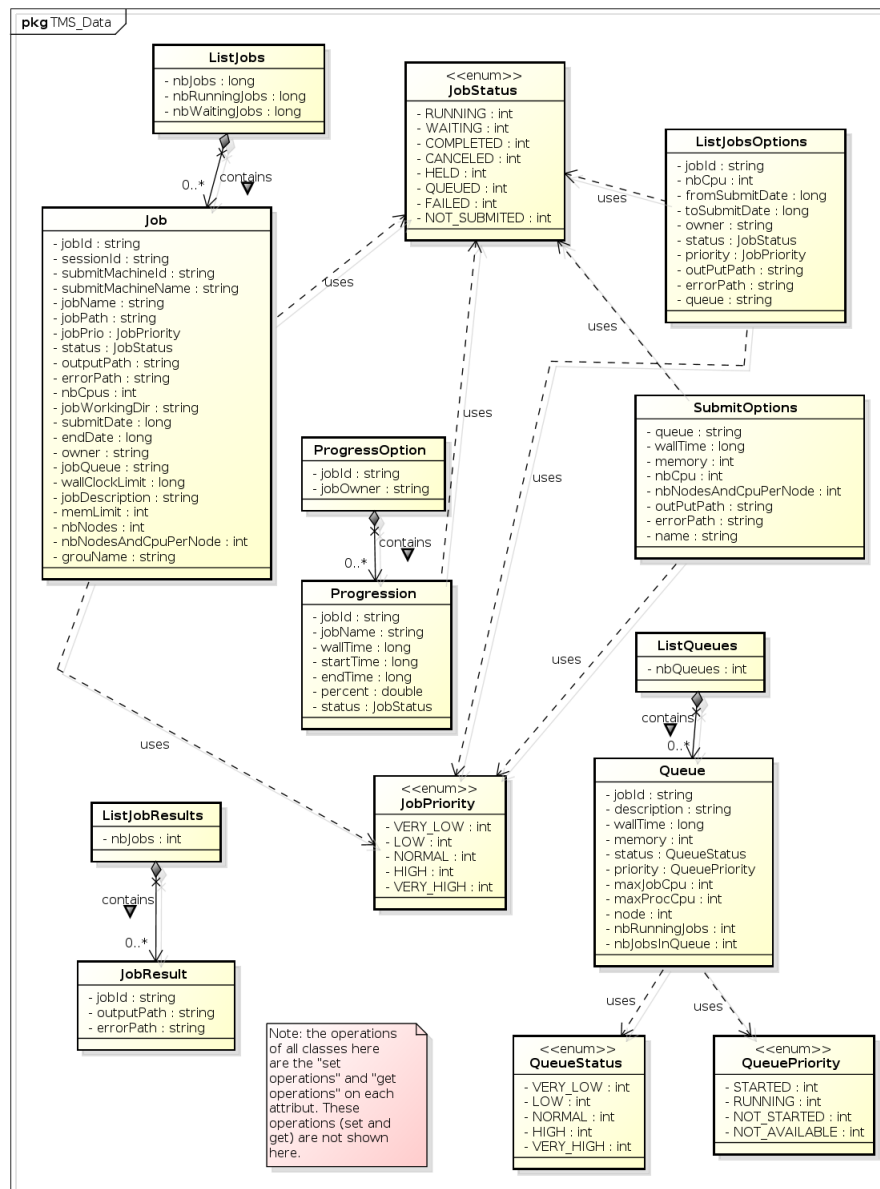 pkg TMS_Data
ListJobs
- nbJobs : long
- nbRunningJobs : long
- nbWaitingJobs : long
contains
0..*
Job
- jobId : string
- sessionId : string
- submitMachineId : string
- submitMachineName : string
- jobName : string
- jobPath : string
- jobPrio : JobPriority
- status : JobStatus
- outputPath : string
- errorPath : string
- nbCpus : int
- jobWorkingDir : string
- submitDate : long
- endDate : long
- owner : string
- jobQueue : string
- wallClockLimit : long
- jobDescription : string
- memLimit : int
- nbNodes : int
- nbNodesAndCpuPerNode : int
- grouName : string
<<enum>>
JobStatus
- RUNNING : int
- WAITING : int
- COMPLETED : int
- CANCELED : int
- HELD : int
- QUEUED : int
- FAILED : int
- NOT_SUBMITED : int
ListJobsOptions
- jobId : string
- nbCpu : int
- fromSubmitDate : long
- toSubmitDate : long
- owner : string
- status : JobStatus
- priority : JobPriority
- outPutPath : string
- errorPath : string
- queue : string
uses
uses
uses
uses
uses
SubmitOptions
- queue : string
- wallTime : long
- memory : int
- nbCpu : int
- nbNodesAndCpuPerNode : int
- outPutPath : string
- errorPath : string
- name : string
ProgressOption
- jobId : string
- jobOwner : string
contains
0..*
Progression
- jobId : string
- jobName : string
- wallTime : long
- startTime : long
- endTime : long
- percent : double
- status : JobStatus
uses
uses
ListQueues
- nbQueues : int
contains
0..*
Queue
- jobId : string
- description : string
- wallTime : long
- memory : int
- status : QueueStatus
- priority : QueuePriority
- maxJobCpu : int
- maxProcCpu : int
- node : int
- nbRunningJobs : int
- nbJobsInQueue : int
<<enum>>
JobPriority
- VERY_LOW : int
- LOW : int
- NORMAL : int
- HIGH : int
- VERY_HIGH : int
ListJobResults
- nbJobs : int
contains
0..*
JobResult
- jobId : string
- outputPath : string
- errorPath : string
uses
uses
Note: the operations
of all classes here
are the "set
operations" and "get
operations" on each
attribut. These
operations (set and
get) are not shown
here.
<<enum>>
QueueStatus
- VERY_LOW : int
- LOW : int
- NORMAL : int
- HIGH : int
- VERY_HIGH : int
<<enum>>
QueuePriority
- STARTED : int
- RUNNING : int
- NOT_STARTED : int
- NOT_AVAILABLE : int